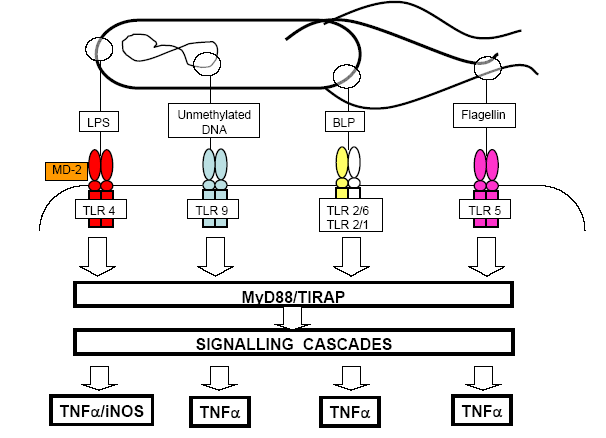 LPS
Unmethylated
DNA
BLP
Flagellin
MD-2
TLR 4
TLR 9
TLR 2/6
TLR 2/1
TLR 5
MyD88/TIRAP
SIGNALLING CASCADES
TNFα/iNOS
TNFα
TNFα
TNFα